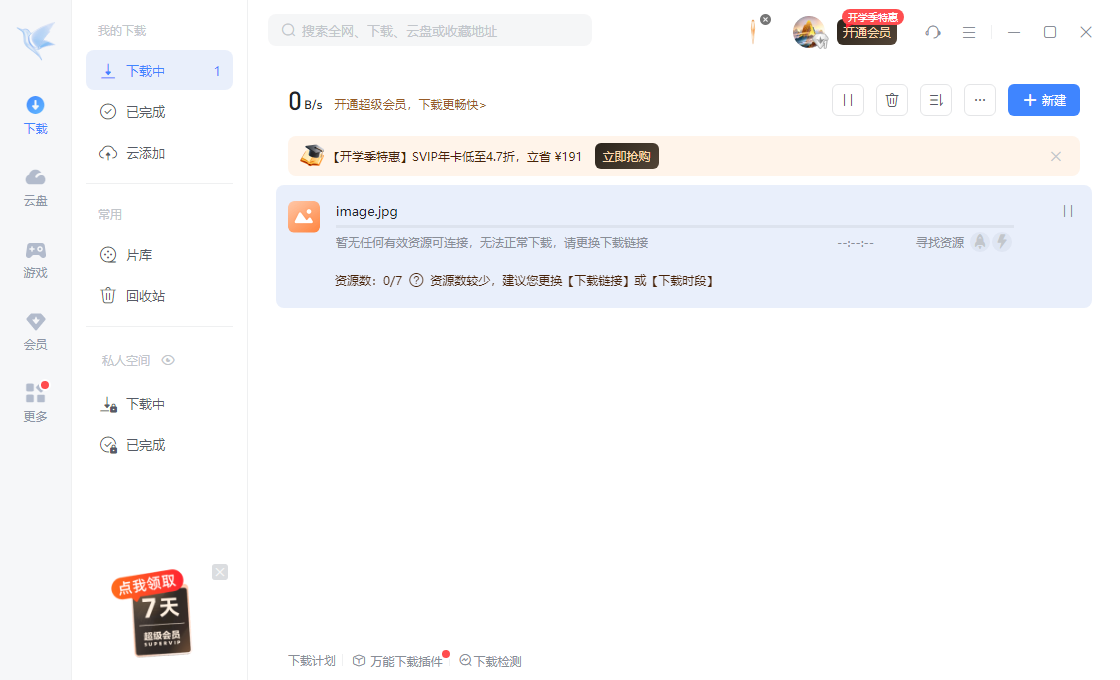 下载
云盘
游戏
会员
更多
我的下载
下载中 1
已完成
云添加
常用
片库
回收站
私人空间
下载中
已完成
点我领取
7天
超级会员
SUPERVIP
搜索全网、下载、云盘或收藏地址
开学季特惠
开通会员
0 B/s 开通超级会员，下载更畅快>
新建
【开学季特惠】SVIP年卡低至4.7折，立省 ¥191 立即抢购
image.jpg
暂无任何有效资源可连接，无法正常下载，请更换下载链接 --:--:-- 寻找资源
资源数：0/7 ? 资源数较少，建议您更换【下载链接】或【下载时段】
下载计划 万能下载插件 下载检测